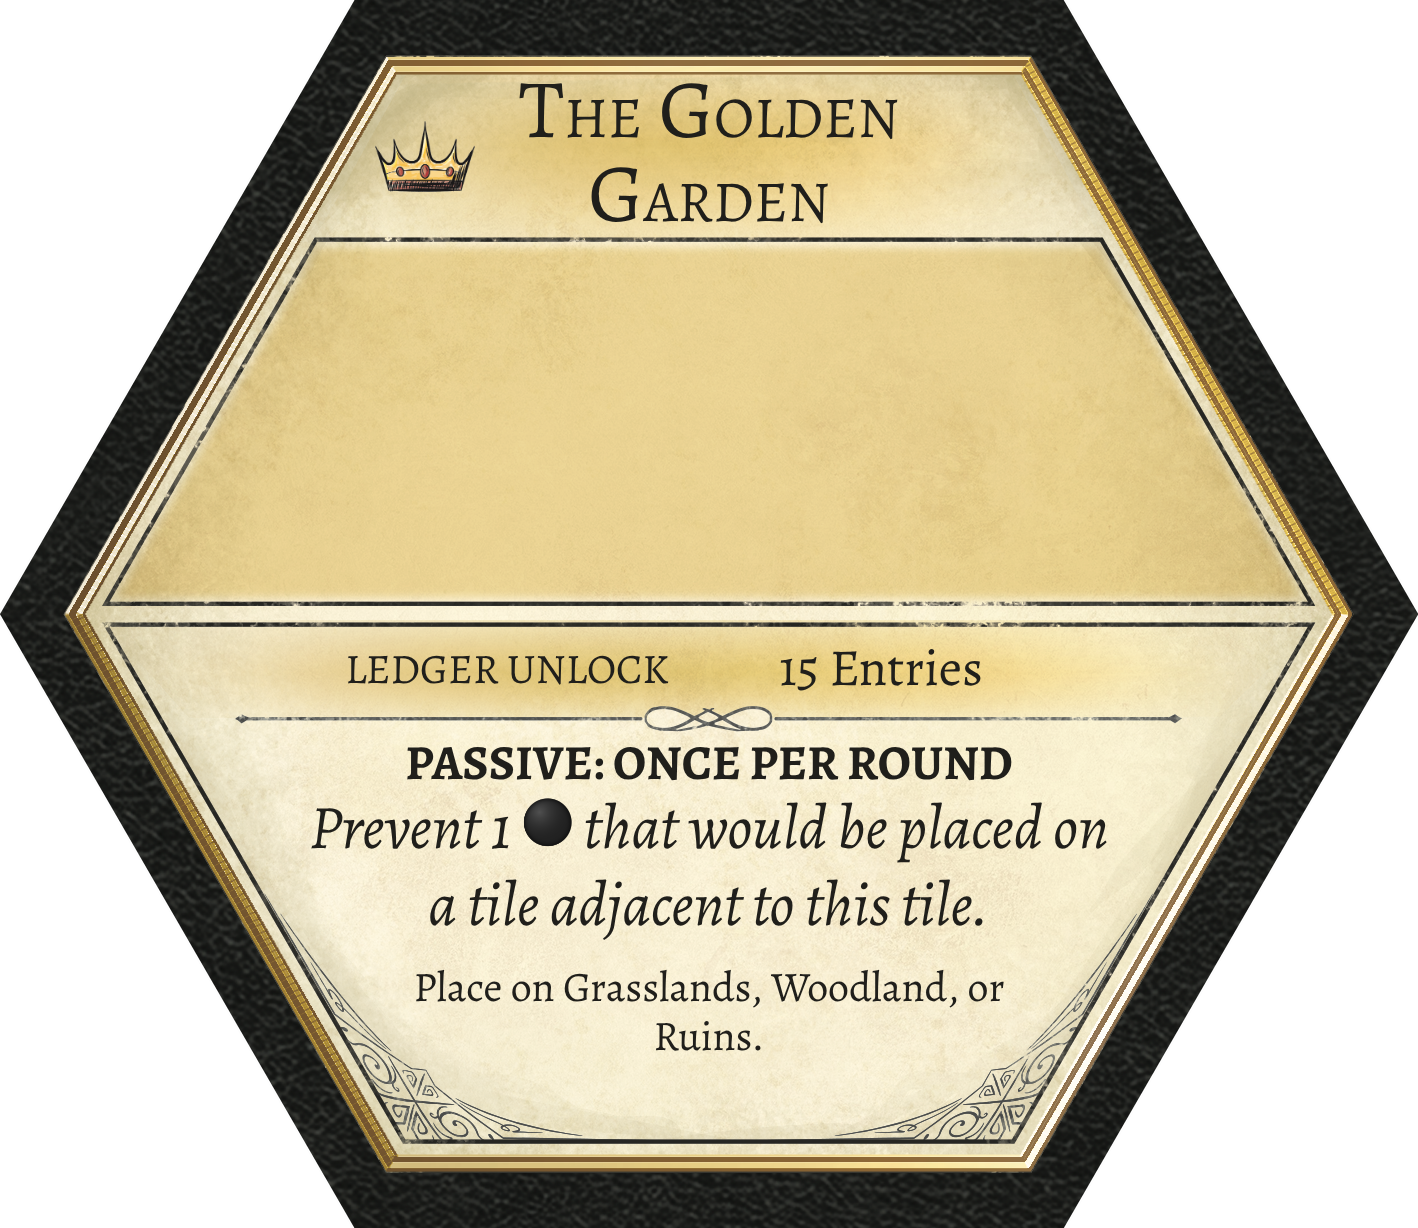 The Golden
Garden
LEDGER UNLOCK 15 Entries
PASSIVE: ONCE PER ROUND
Prevent 1 that would be placed on
a tile adjacent to this tile.
Place on Grasslands, Woodland, or
Ruins.